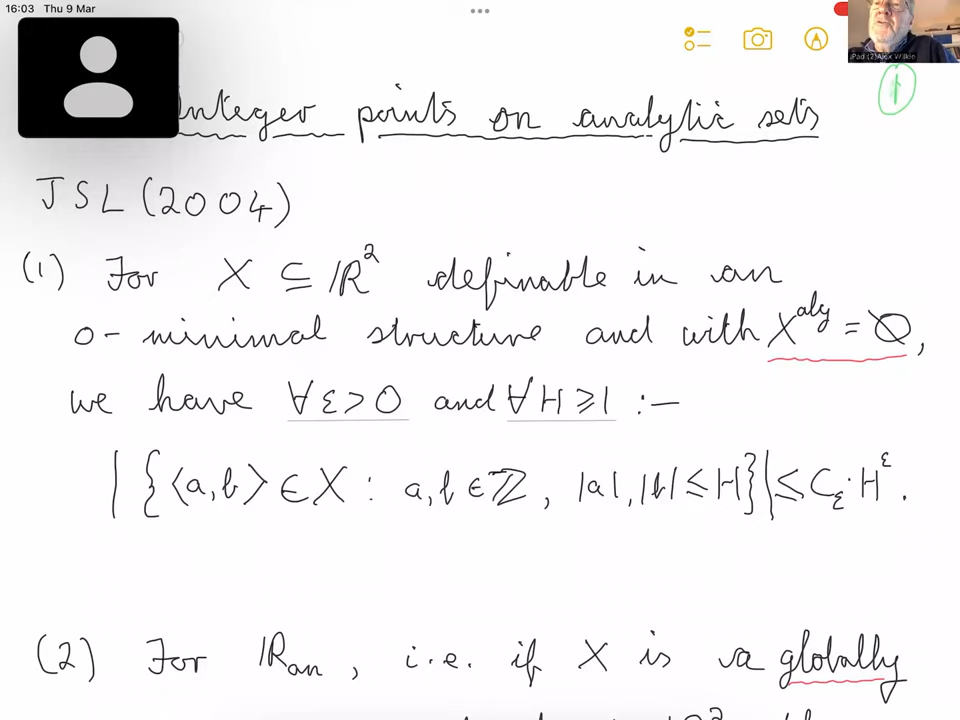 16:03 Thu 9 Mar
iPad (2)Alex Wilkie
1
Integer points on analytic sets
JSL (2004)
(1) For X ⊆ ℝ² definable in an
o-minimal structure and with X^alg = ∅,
we have ∀ε>0 and ∀H⩾1 :—
|{⟨a,b⟩ ∈ X : a,b ∈ ℤ, |a|,|b| ≤ H}| ≤ C_ε·H^ε.
(2) For ℝ_an, i.e. if X is a globally